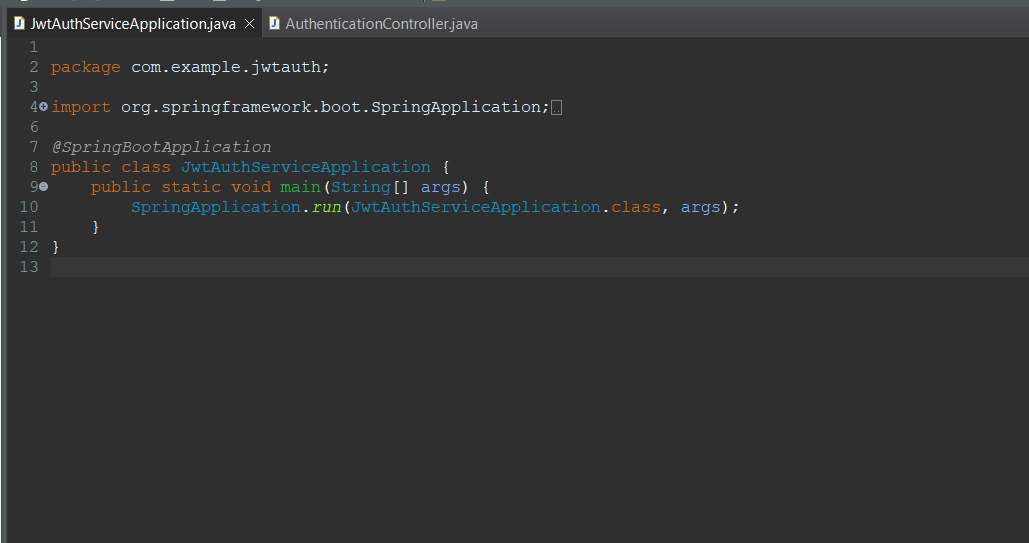 JwtAuthServiceApplication.java AuthenticationController.java
1
2 package com.example.jwtauth;
3
4 import org.springframework.boot.SpringApplication;
6
7 @SpringBootApplication
8 public class JwtAuthServiceApplication {
9     public static void main(String[] args) {
10         SpringApplication.run(JwtAuthServiceApplication.class, args);
11     }
12 }
13